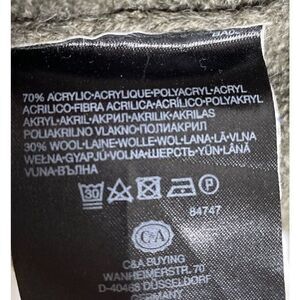 70% ACRYLIC•ACRYLIQUE•POLYACRYL•ACRYL
ACRILICO•FIBRA ACRILICA•ACRÍLICO•POLYAKRYL
AKRYL•AKRIL•АКРИЛ•AKRILIK•AKRILAS
POLIAKRILNO VLAKNO•ПОЛИАКРИЛ
30% WOOL•LAINE•WOLLE•WOL•LANA•LÃ•VLNA
WEŁNA•GYAPJÚ•VOLNA•ШЕРСТЬ•YÜN•LÂNĂ
VUNA•ВЪЛНА
30 P
84747
C&A
C&A BUYING
WANHEIMERSTR. 70
D-40468 DÜSSELDORF
GERMANY